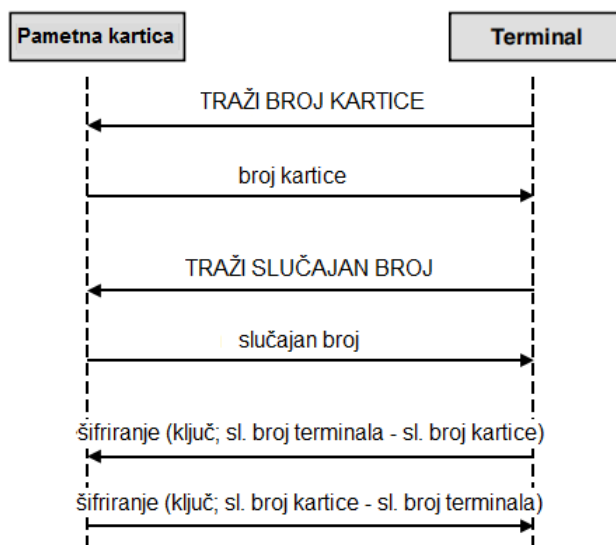 Pametna kartica
Terminal
TRAŽI BROJ KARTICE
broj kartice
TRAŽI SLUČAJAN BROJ
slučajan broj
šifriranje (ključ; sl. broj terminala - sl. broj kartice)
šifriranje (ključ; sl. broj kartice - sl. broj terminala)